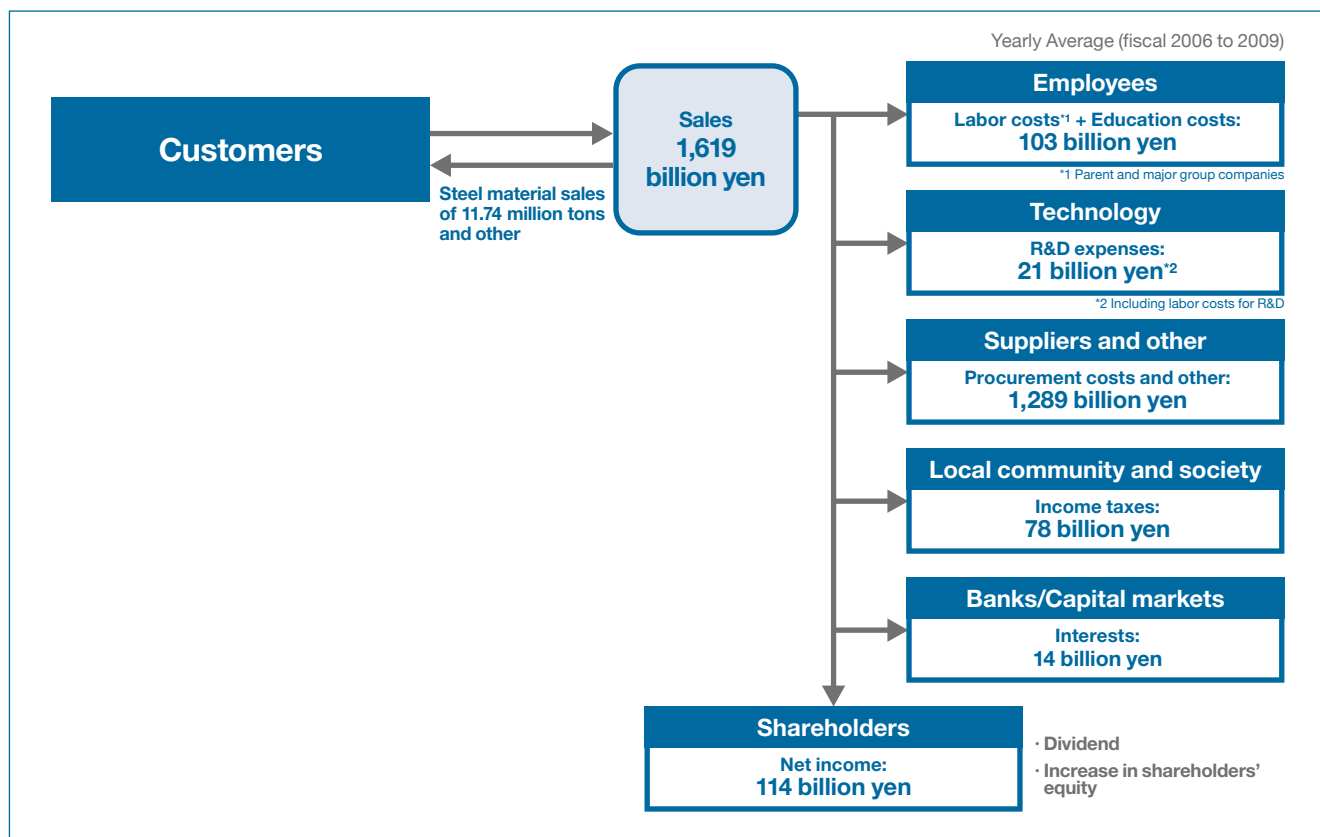 Yearly Average (fiscal 2006 to 2009)
Customers
Sales
1,619
billion yen
Steel material sales
of 11.74 million tons
and other
Employees
Labor costs*1 + Education costs:
103 billion yen
*1 Parent and major group companies
Technology
R&D expenses:
21 billion yen*2
*2 Including labor costs for R&D
Suppliers and other
Procurement costs and other:
1,289 billion yen
Local community and society
Income taxes:
78 billion yen
Banks/Capital markets
Interests:
14 billion yen
Shareholders
Net income:
114 billion yen
· Dividend
· Increase in shareholders'
equity